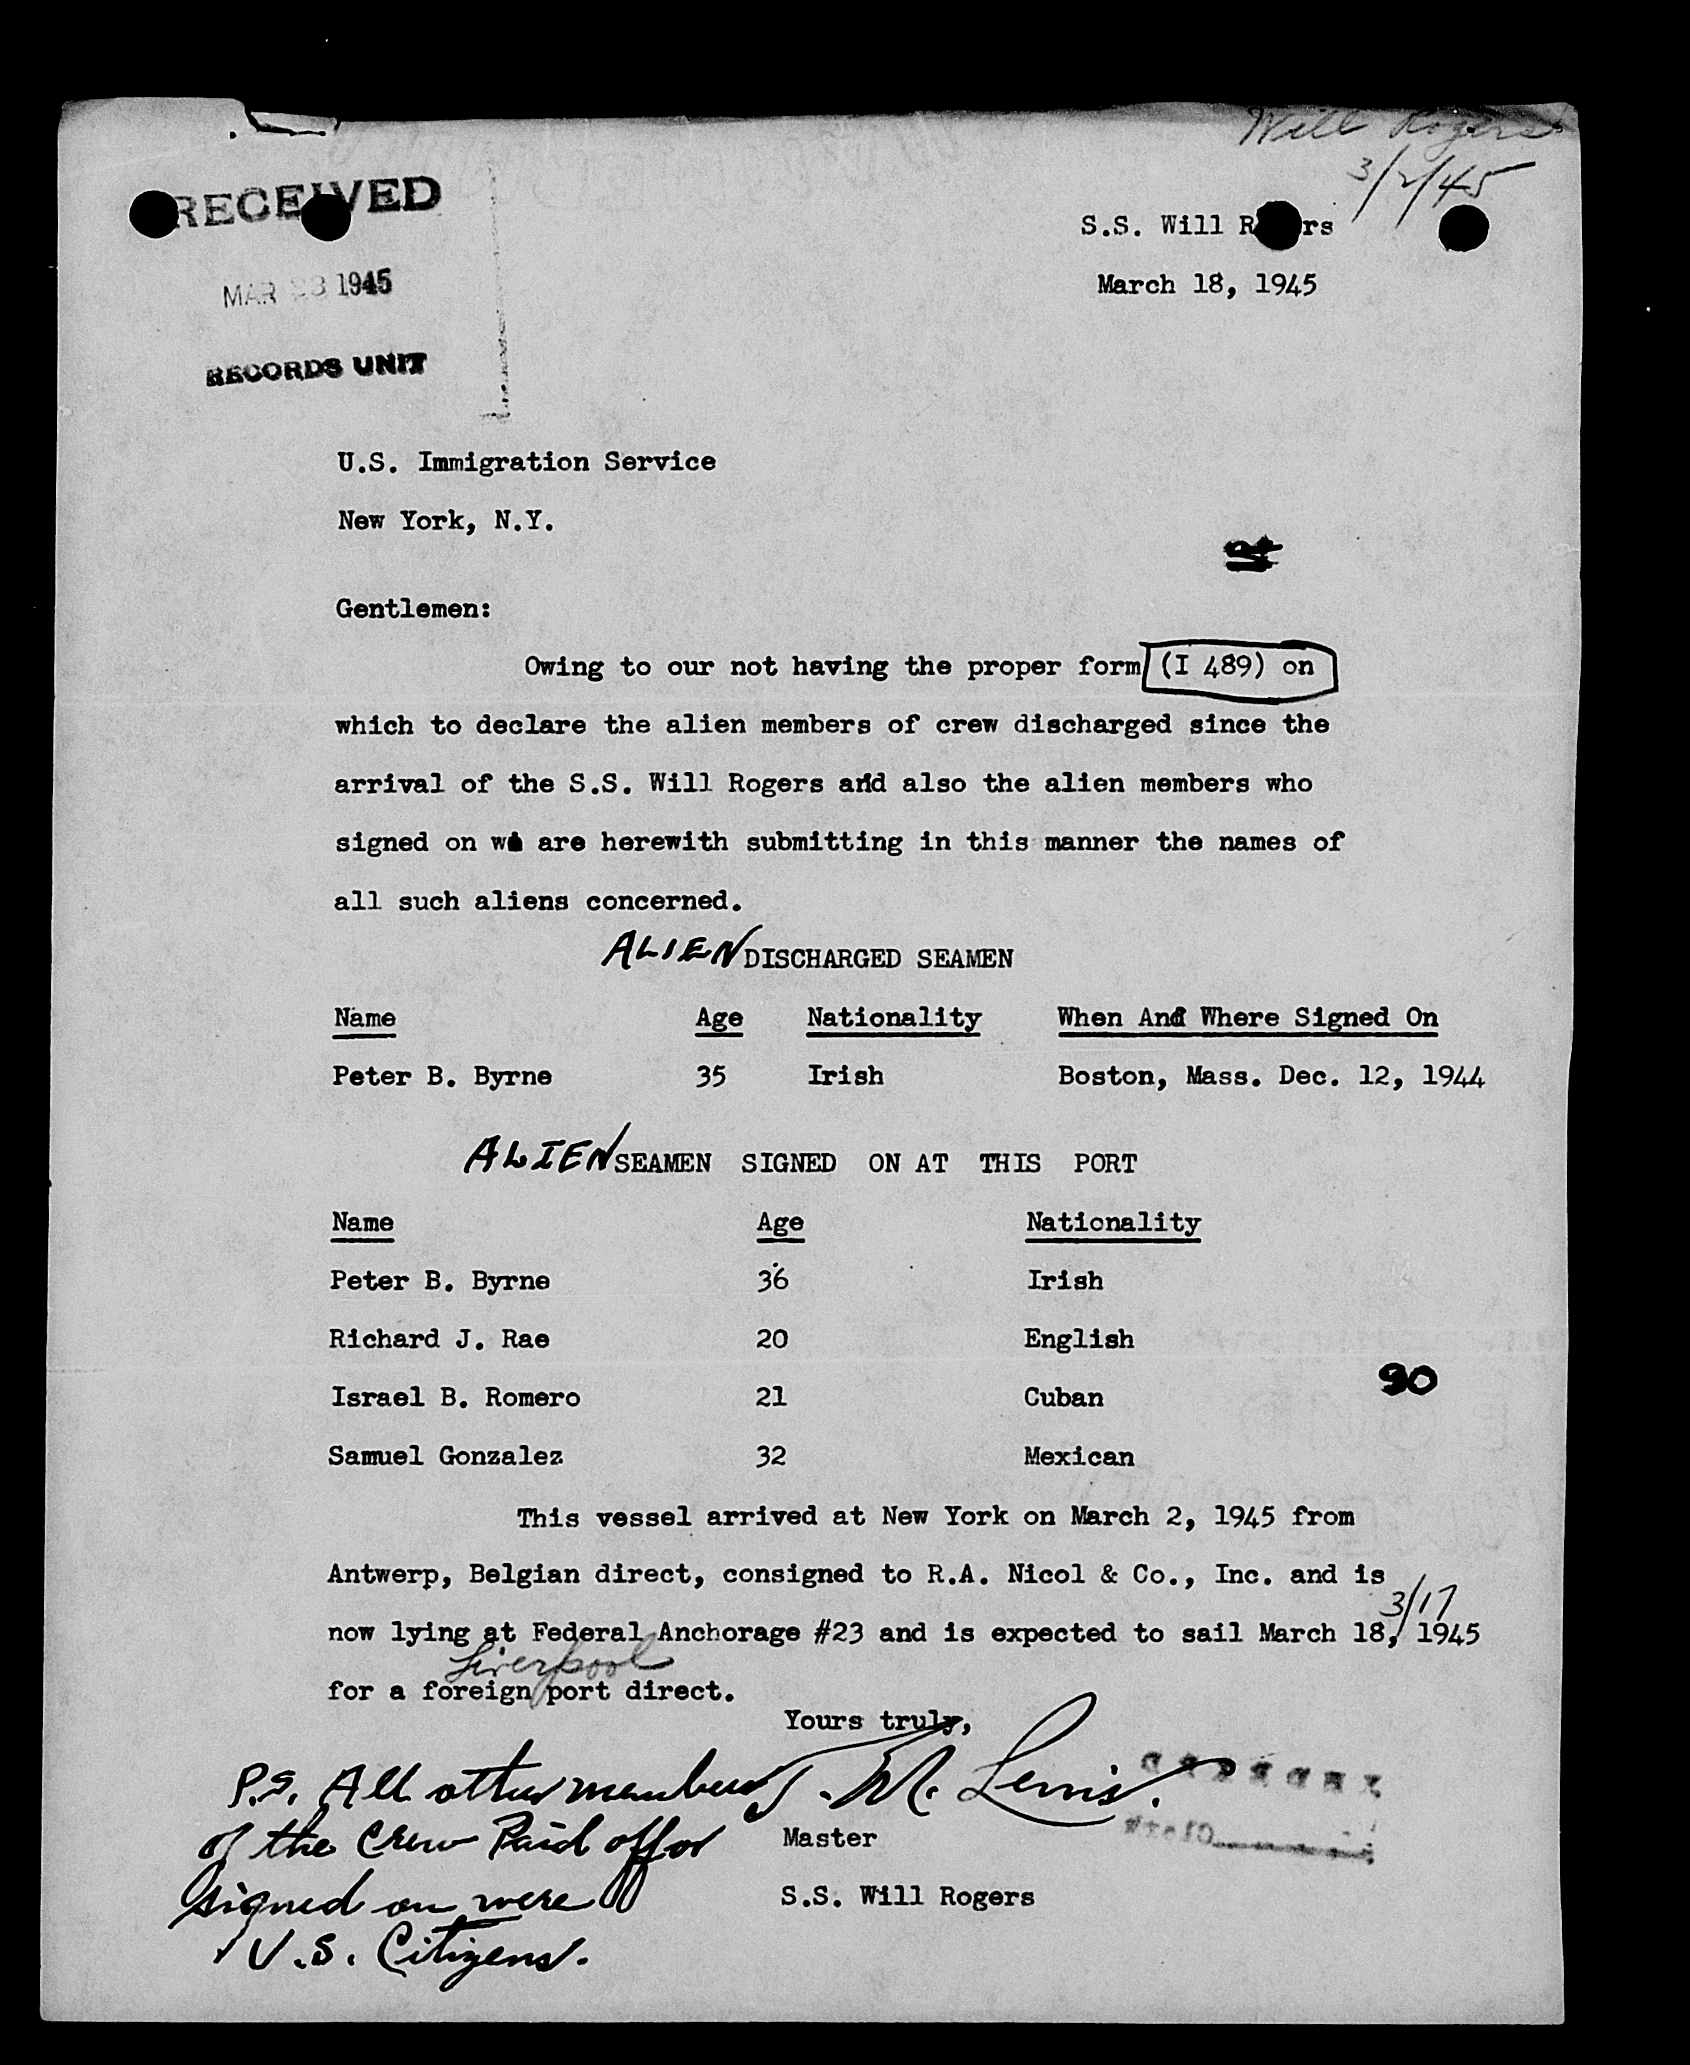 Will Rogers
3/2/45
RECEIVED
S.S. Will Rogers
MAR 23 1945
March 18, 1945
RECORDS UNIT
U.S. Immigration Service
New York, N.Y.
Gentlemen:
Owing to our not having the proper form (I 489) on
which to declare the alien members of crew discharged since the
arrival of the S.S. Will Rogers and also the alien members who
signed on we are herewith submitting in this manner the names of
all such aliens concerned.
ALIEN DISCHARGED SEAMEN
Name Age Nationality When And Where Signed On
Peter B. Byrne 35 Irish Boston, Mass. Dec. 12, 1944
ALIEN SEAMEN SIGNED ON AT THIS PORT
Name Age Nationality
Peter B. Byrne 36 Irish
Richard J. Rae 20 English
90
Israel B. Romero 21 Cuban
Samuel Gonzalez 32 Mexican
This vessel arrived at New York on March 2, 1945 from
Antwerp, Belgian direct, consigned to R.A. Nicol & Co., Inc. and is
3/17
now lying at Federal Anchorage #23 and is expected to sail March 18, 1945
Liverpool
for a foreign port direct.
Yours truly,
M. Lewis.
Master
S.S. Will Rogers
P.S. All other members
of the Crew Paid off or
signed on were
U.S. Citizens.